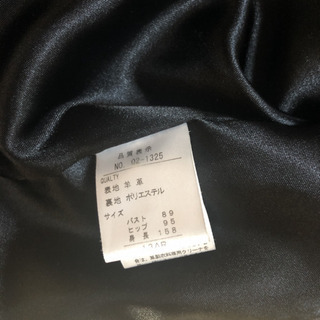 品質表示
NO. 02-1325
QUALTY
表地 羊革
裏地 ポリエステル
サイズ
バスト 89
ヒップ 95
身長 158